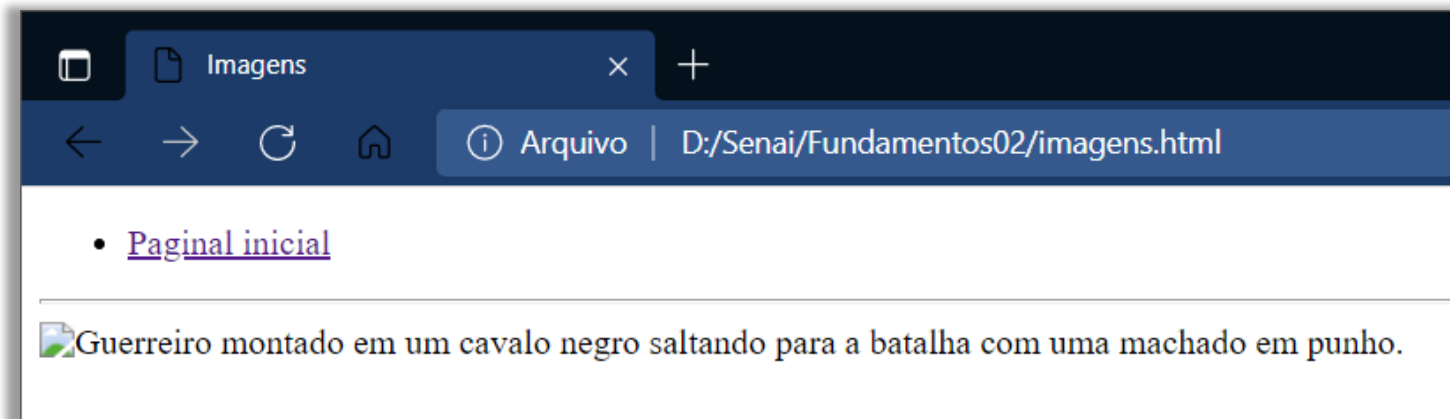 Imagens
Arquivo | D:/Senai/Fundamentos02/imagens.html
• Paginal inicial
Guerreiro montado em um cavalo negro saltando para a batalha com uma machado em punho.